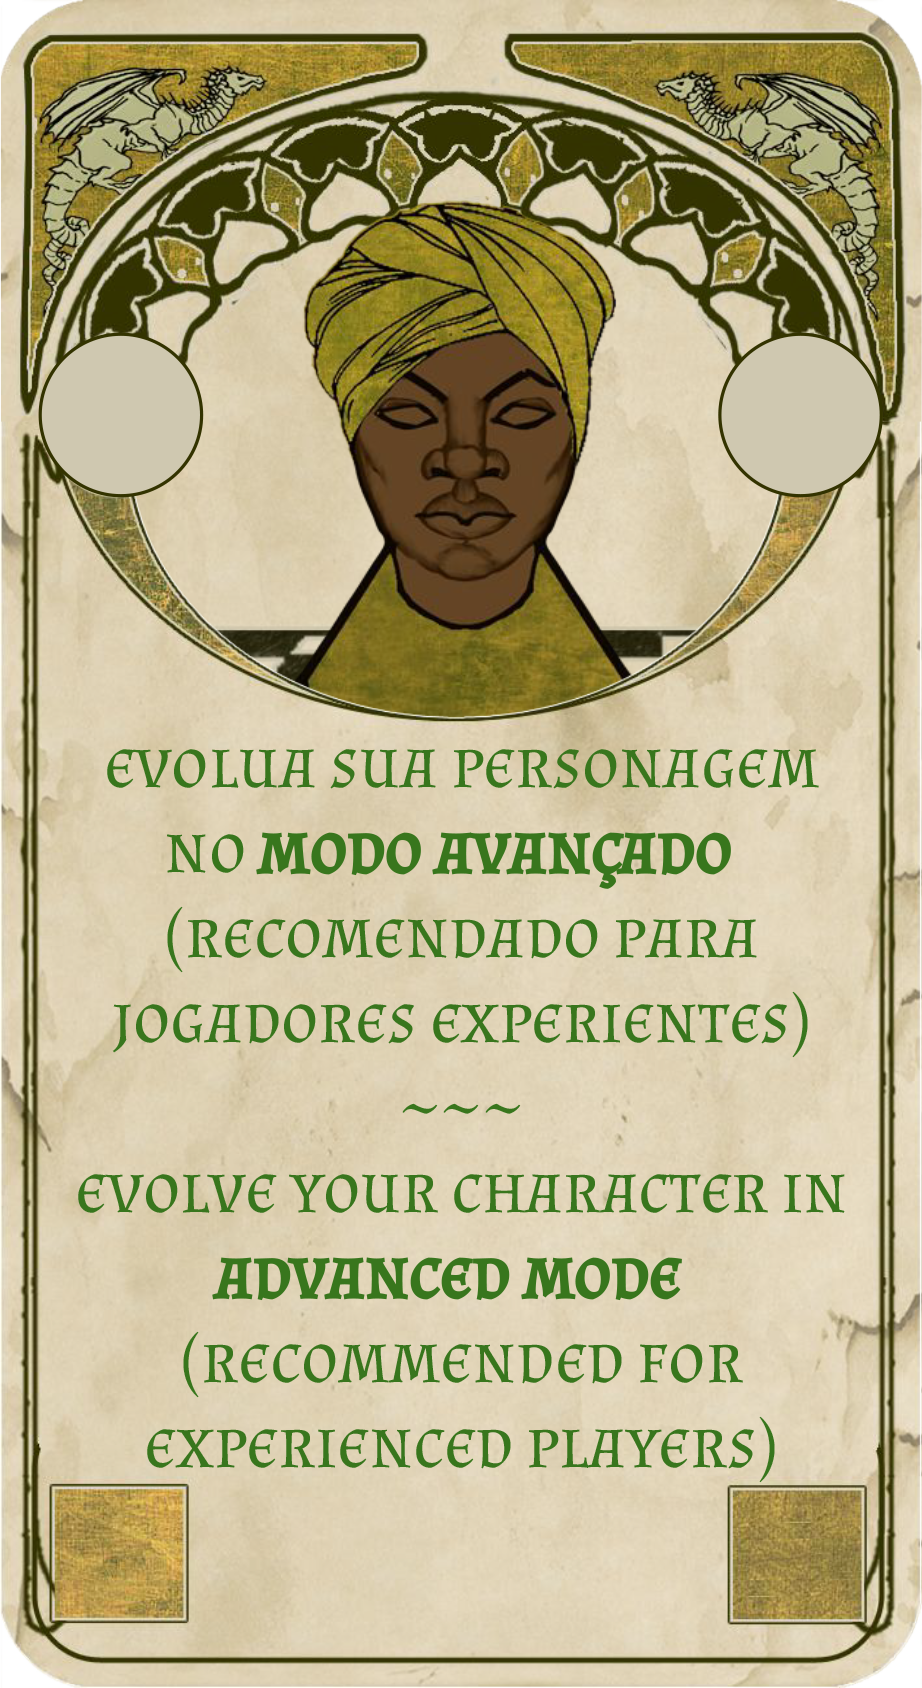 EVOLUA SUA PERSONAGEM
NO MODO AVANÇADO
(RECOMENDADO PARA
JOGADORES EXPERIENTES)
~~~
EVOLVE YOUR CHARACTER IN
ADVANCED MODE
(RECOMMENDED FOR
EXPERIENCED PLAYERS)